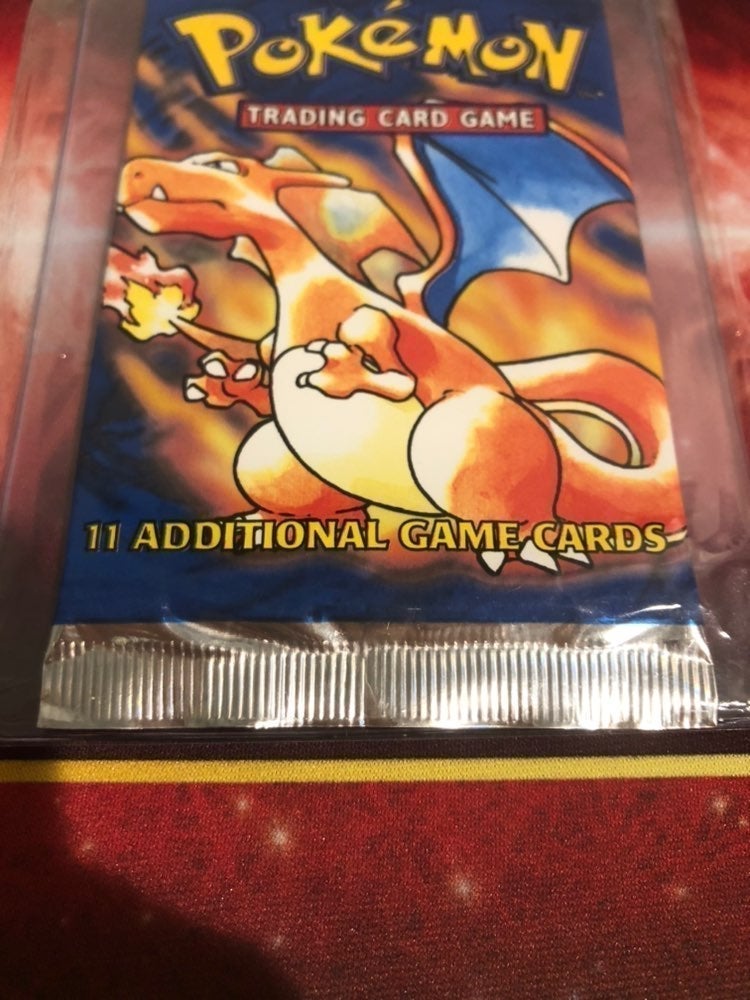 POKéMON
TRADING CARD GAME
11 ADDITIONAL GAME CARDS